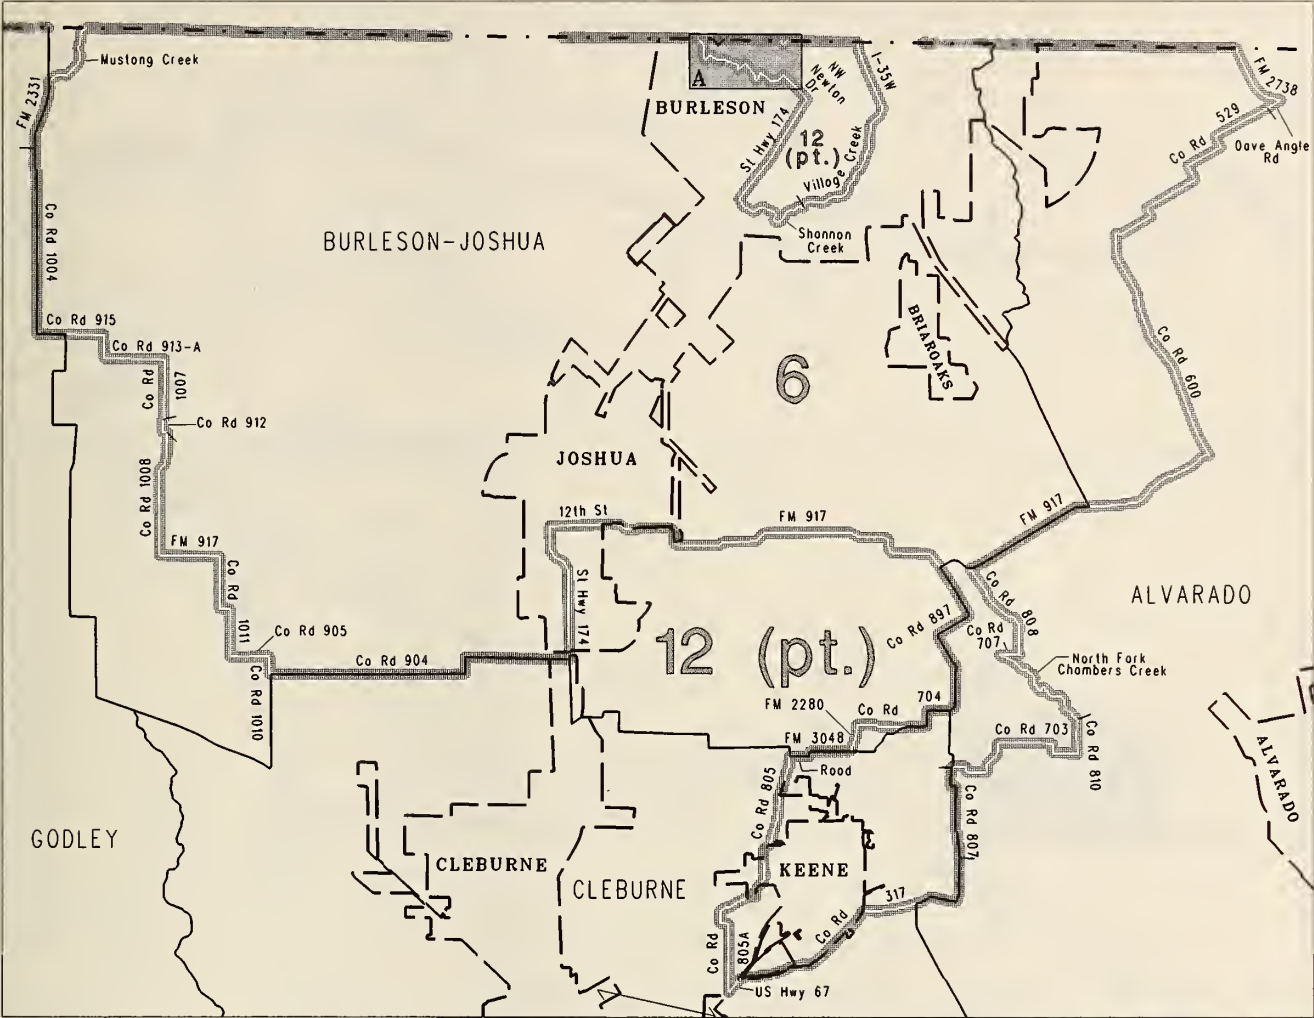 Mustong Creek
FM 2331
A
BURLESON
NW
Newton
Dr
I-35W
FM 2738
St Hwy 174
12
(pt.)
Village Creek
529
Co Rd
Oave Angle
Rd
Co Rd 1004
BURLESON-JOSHUA
Shannon
Creek
Co Rd 915
Co Rd 913-A
Co Rd
1007
Co Rd 912
6
BRIAROAKS
Co Rd 600
JOSHUA
Co Rd 1008
12th St
FM 917
FM 917
FM 917
Co Rd
1011
St Hwy 174
Co Rd 808
ALVARADO
Co Rd 897
Co Rd
707
Co Rd 905
Co Rd 904
12 (pt.)
North Fork
Chambers Creek
Co Rd 1010
FM 2280
Co Rd
704
FM 3048
Rood
Co Rd 703
Co Rd 810
ALVARADO
Co Rd 805
Co Rd 807
GODLEY
CLEBURNE
CLEBURNE
KEENE
317
Co Rd
Co Rd
805A
US Hwy 67